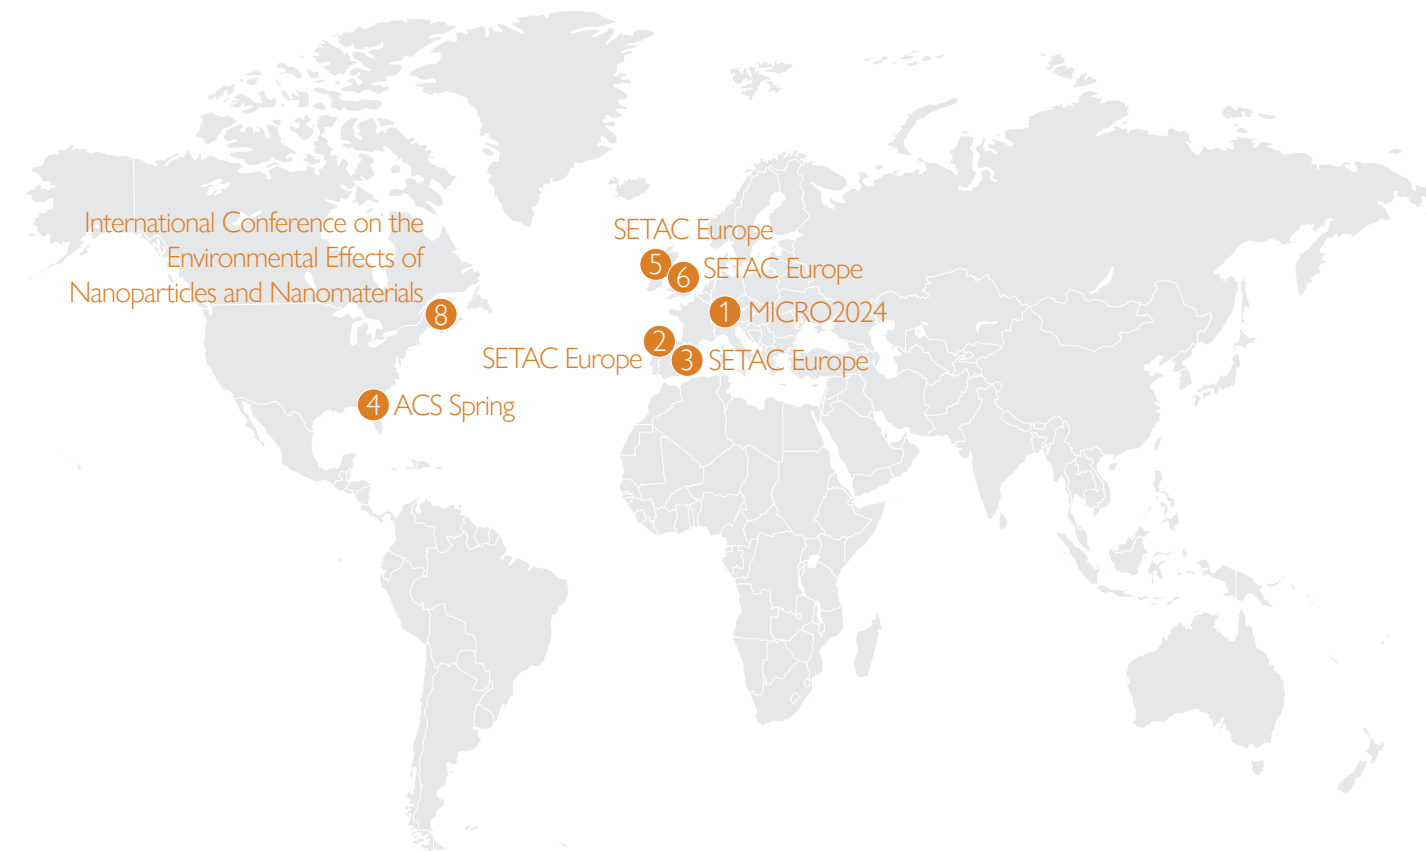 International Conference on the
Environmental Effects of
Nanoparticles and Nanomaterials
8
SETAC Europe
5
6 SETAC Europe
1 MICRO2024
2
SETAC Europe
3 SETAC Europe
4 ACS Spring